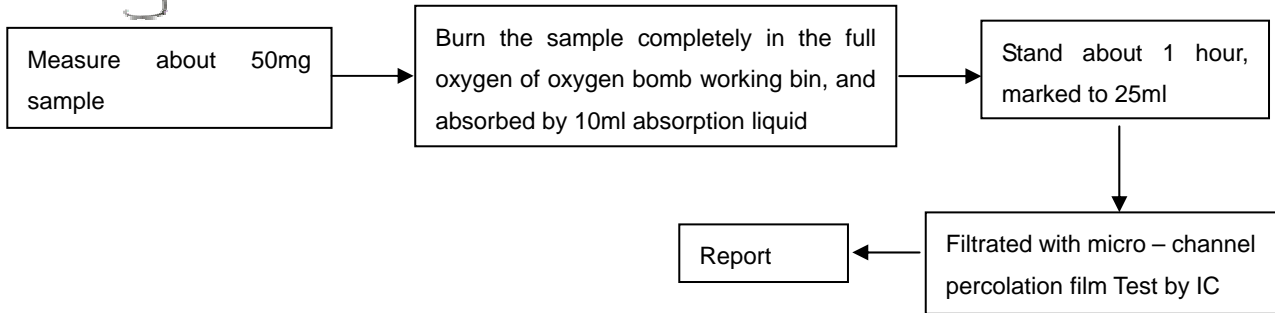 Measure about 50mg
sample
Burn the sample completely in the full
oxygen of oxygen bomb working bin, and
absorbed by 10ml absorption liquid
Stand about 1 hour,
marked to 25ml
Filtrated with micro – channel
percolation film Test by IC
Report